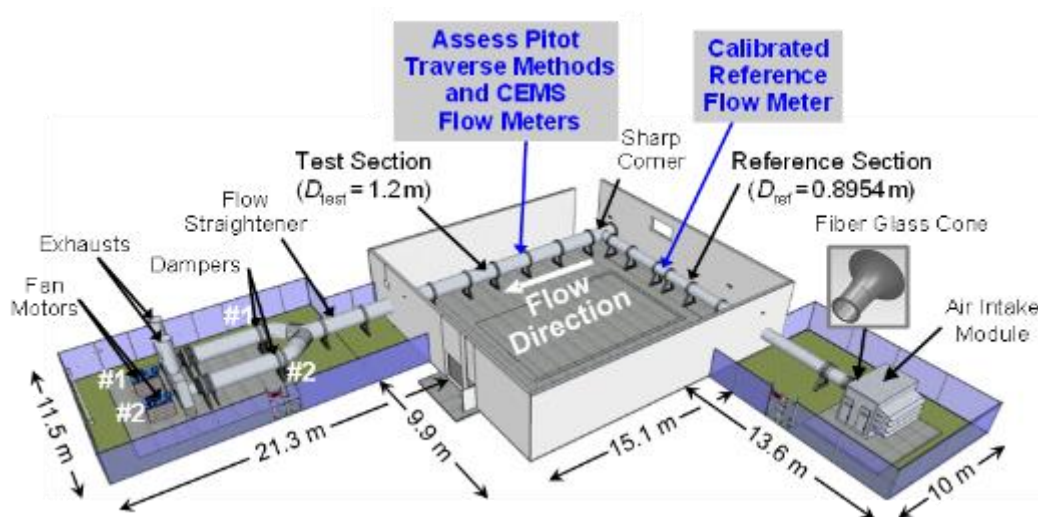 Assess Pitot
Traverse Methods
and CEMS
Flow Meters
Calibrated
Reference
Flow Meter
Sharp
Corner
Test Section
(D_test = 1.2 m)
Reference Section
(D_ref = 0.8954 m)
Flow
Straightener
Fiber Glass Cone
Exhausts
Dampers
Fan
Motors
Air Intake
Module
Flow
Direction
#1
#2
#1
#2
11.5 m
21.3 m
9.9 m
15.1 m
13.6 m
10 m